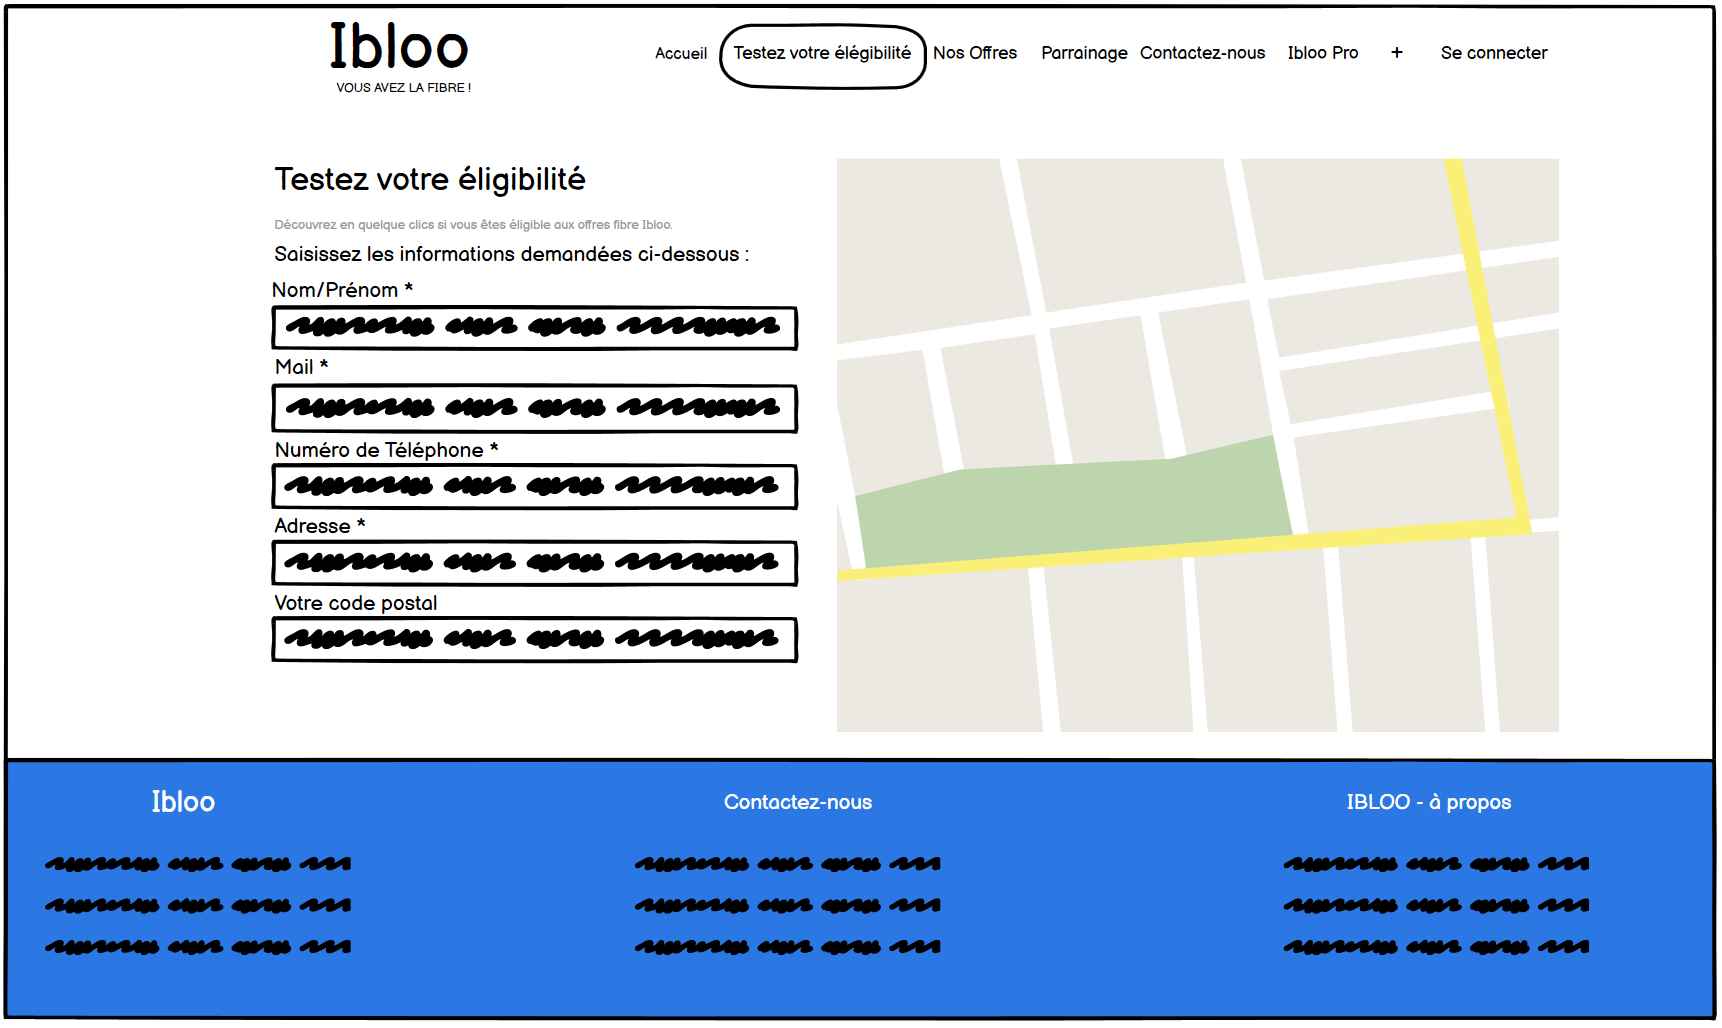 Ibloo
VOUS AVEZ LA FIBRE !
Accueil Testez votre élégibilité Nos Offres Parrainage Contactez-nous Ibloo Pro + Se connecter
Testez votre éligibilité
Découvrez en quelque clics si vous êtes éligible aux offres fibre Ibloo.
Saisissez les informations demandées ci-dessous :
Nom/Prénom *
Mail *
Numéro de Téléphone *
Adresse *
Votre code postal
Ibloo
Contactez-nous
IBLOO - à propos